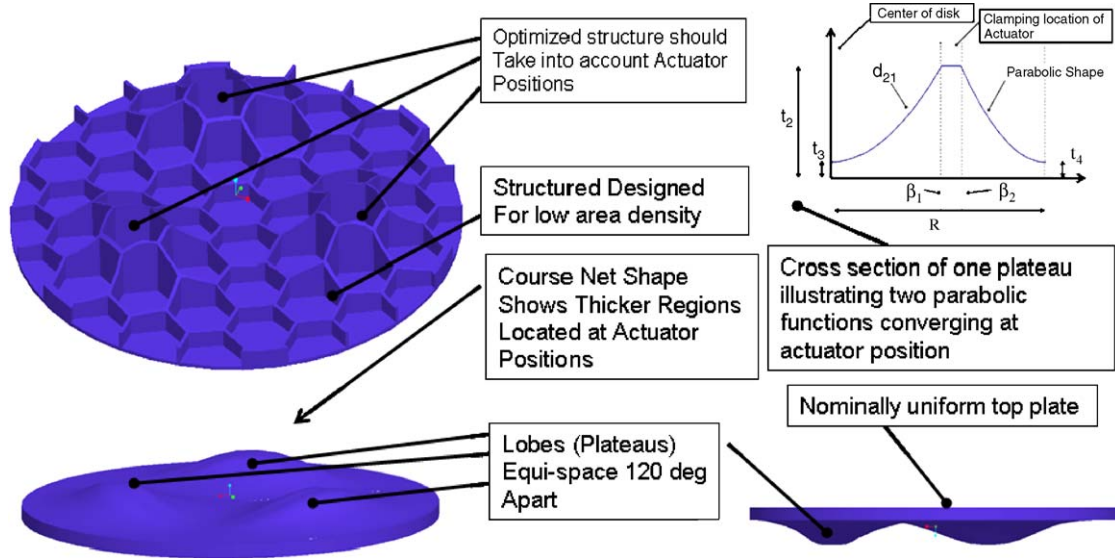 Optimized structure should
Take into account Actuator
Positions
Structured Designed
For low area density
Course Net Shape
Shows Thicker Regions
Located at Actuator
Positions
Lobes (Plateaus)
Equi-space 120 deg
Apart
Center of disk
Clamping location of
Actuator
d21
Parabolic Shape
t2
t3
t4
β1
β2
R
Cross section of one plateau
illustrating two parabolic
functions converging at
actuator position
Nominally uniform top plate